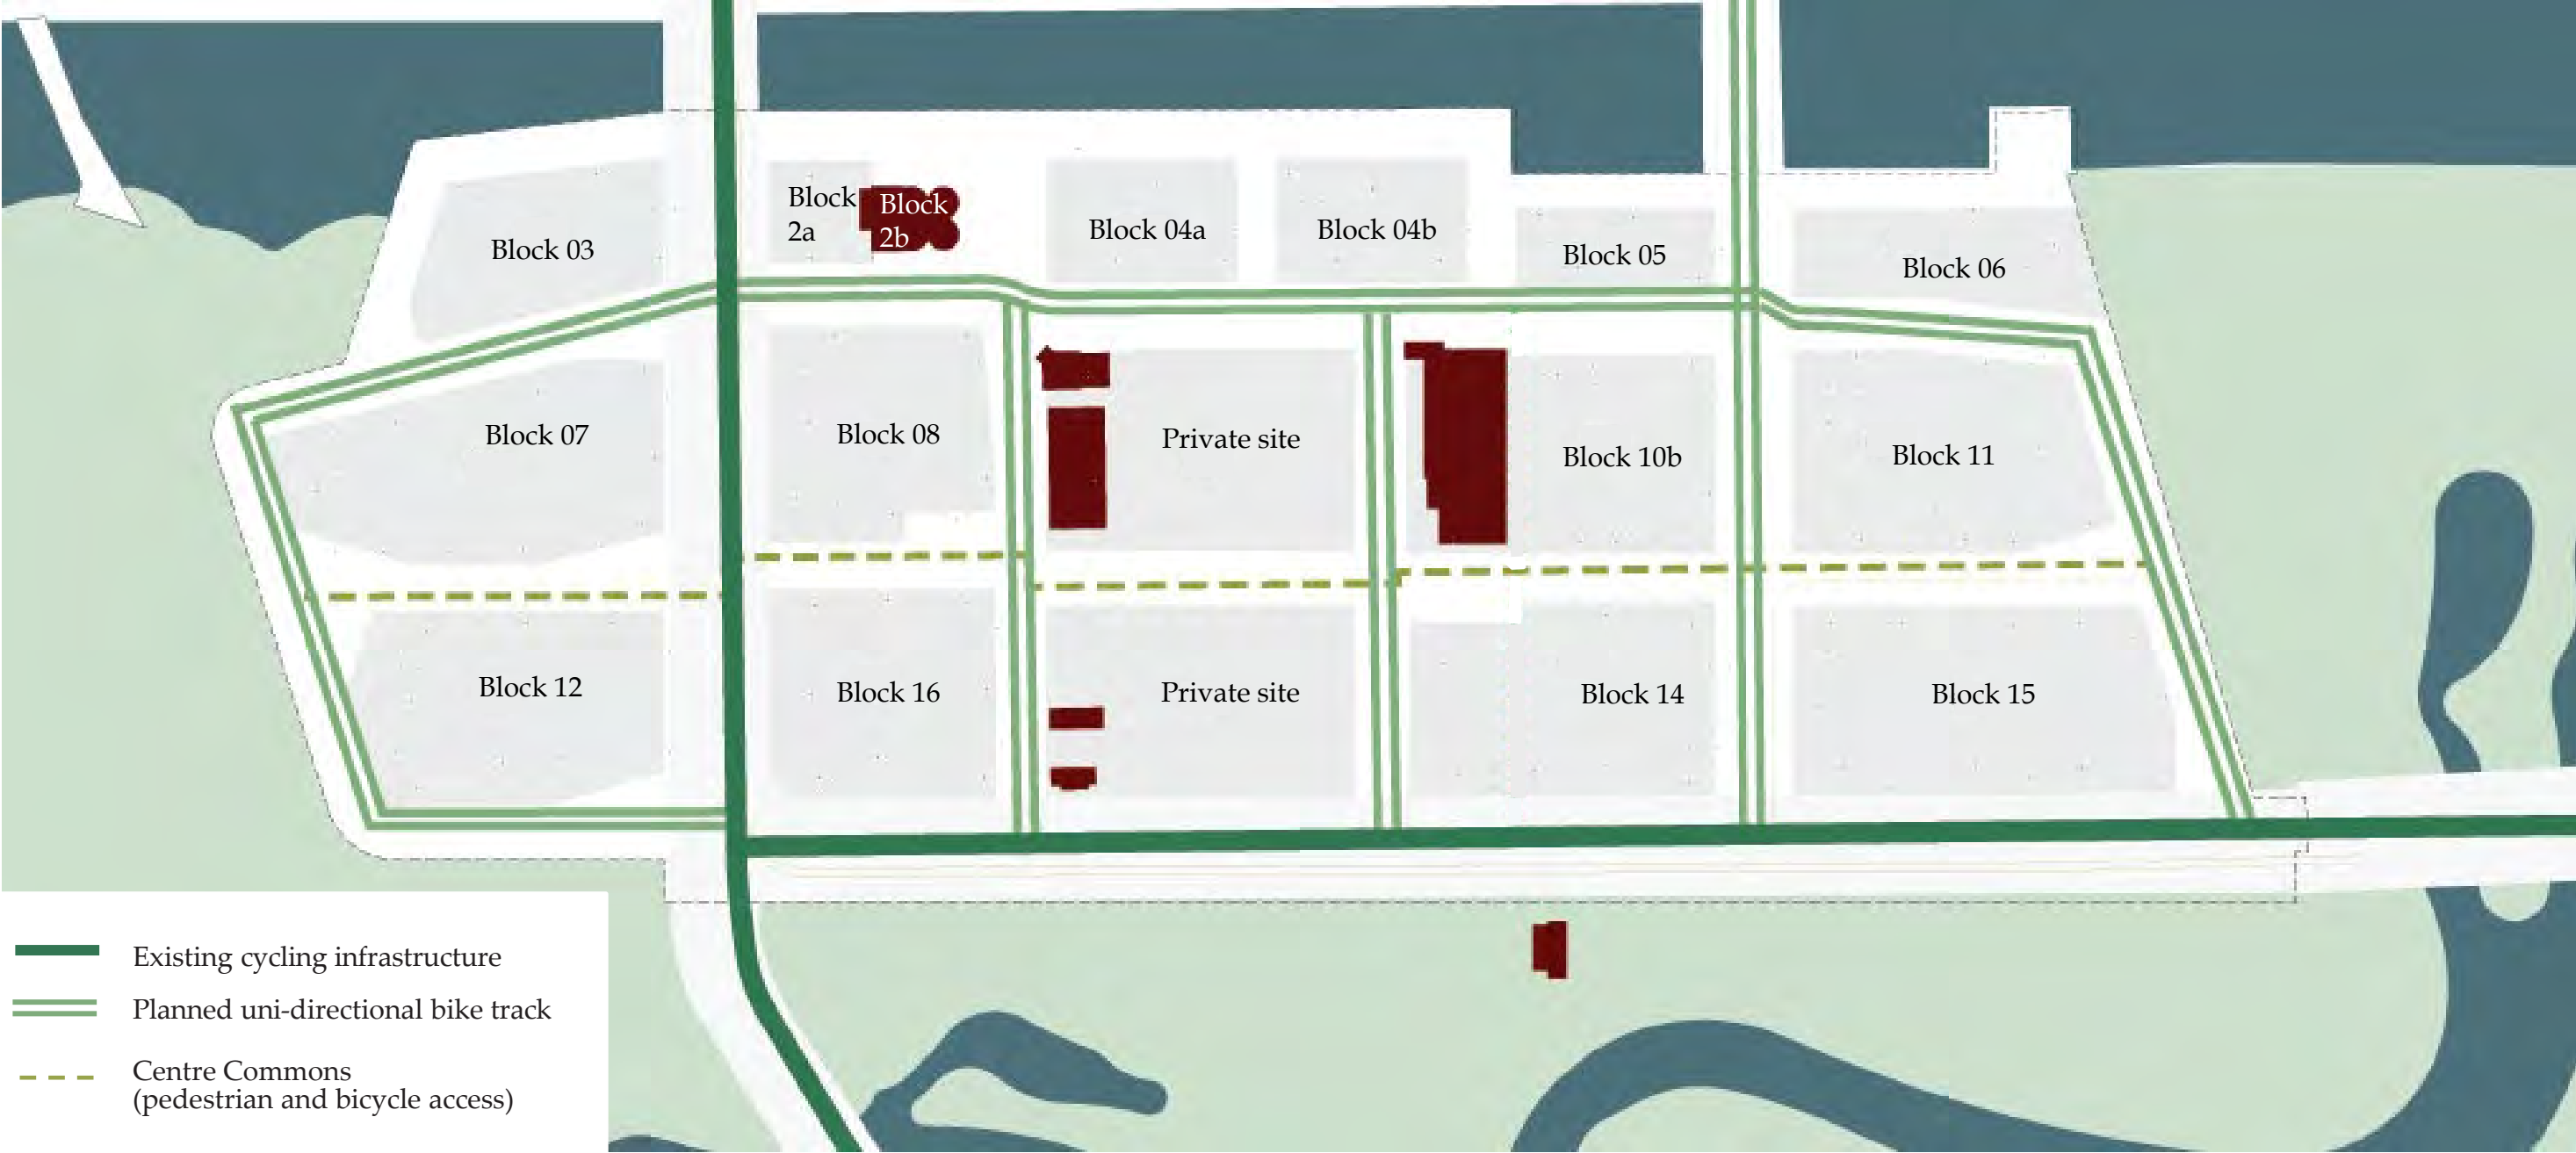 Block 03
Block
2a
Block
2b
Block 04a
Block 04b
Block 05
Block 06
Block 07
Block 08
Private site
Block 10b
Block 11
Block 12
Block 16
Private site
Block 14
Block 15
Existing cycling infrastructure
Planned uni-directional bike track
Centre Commons
(pedestrian and bicycle access)